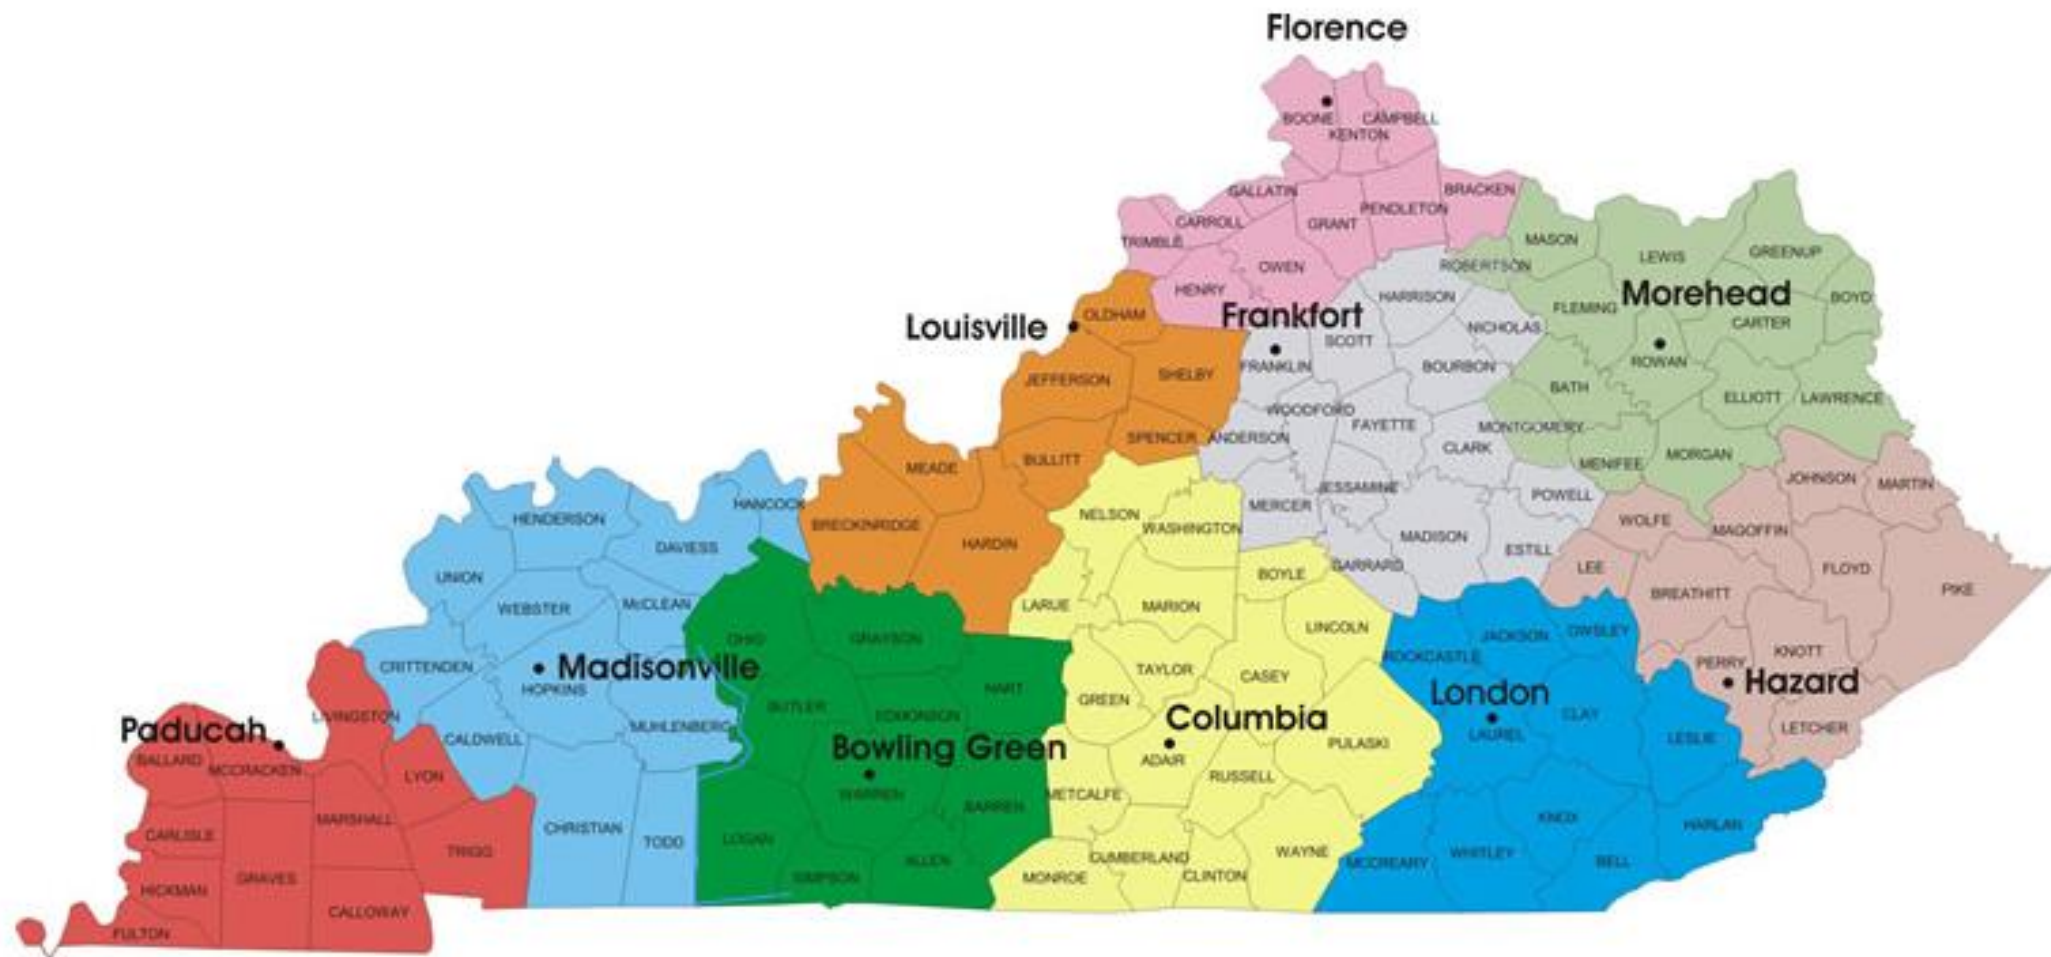 Florence
BOONE
CAMPBELL
KENTON
GALLATIN
BRACKEN
PENDLETON
CARROLL
GRANT
TRIMBLE
OWEN
HENRY
MASON
LEWIS
GREENUP
ROBERTSON
Morehead
BOYD
FLEMING
CARTER
ROWAN
BATH
ELLIOTT
LAWRENCE
MONTGOMERY
MENIFEE
MORGAN
Frankfort
HARRISON
NICHOLAS
SCOTT
FRANKLIN
BOURBON
WOODFORD
FAYETTE
ANDERSON
CLARK
JESSAMINE
POWELL
MERCER
MADISON
ESTILL
GARRARD
Louisville
OLDHAM
JEFFERSON
SHELBY
SPENCER
BULLITT
MEADE
BRECKINRIDGE
HARDIN
JOHNSON
MARTIN
WOLFE
MAGOFFIN
LEE
FLOYD
BREATHITT
PIKE
KNOTT
PERRY
Hazard
LETCHER
HANCOCK
HENDERSON
DAVIESS
UNION
WEBSTER
McCLEAN
CRITTENDEN
Madisonville
HOPKINS
MUHLENBERG
CALDWELL
CHRISTIAN
TODD
NELSON
WASHINGTON
BOYLE
LARUE
MARION
LINCOLN
TAYLOR
CASEY
GREEN
Columbia
PULASKI
ADAIR
RUSSELL
METCALFE
WAYNE
CUMBERLAND
MONROE
CLINTON
OHIO
GRAYSON
HART
BUTLER
EDMONSON
Bowling Green
WARREN
BARREN
LOGAN
ALLEN
SIMPSON
JACKSON
OWSLEY
ROCKCASTLE
London
CLAY
LAUREL
LESLIE
KNOX
HARLAN
MCCREARY
WHITLEY
BELL
LIVINGSTON
Paducah
BALLARD
MCCRACKEN
LYON
MARSHALL
CARLISLE
TRIGG
GRAVES
HICKMAN
CALLOWAY
FULTON